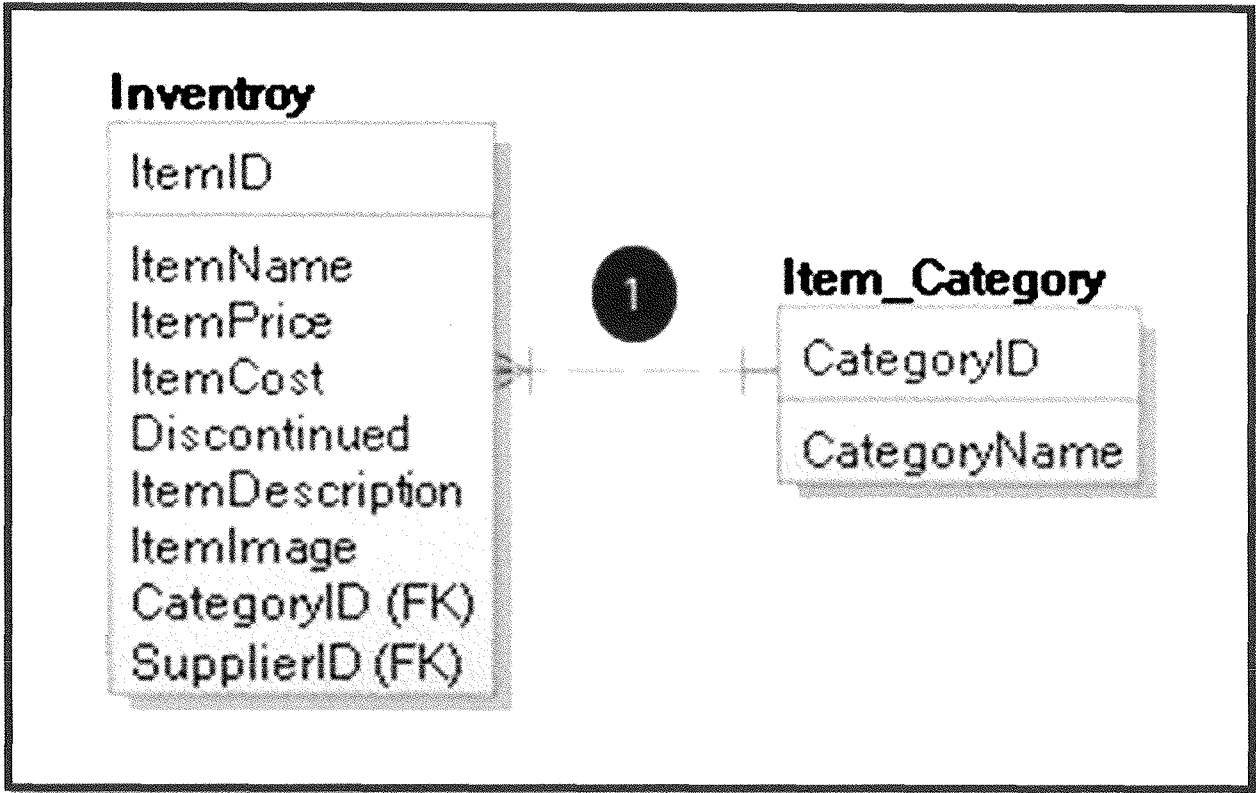 Inventroy
ItemID
ItemName
ItemPrice
ItemCost
Discontinued
ItemDescription
ItemImage
CategoryID (FK)
SupplierID (FK)
1
Item_Category
CategoryID
CategoryName